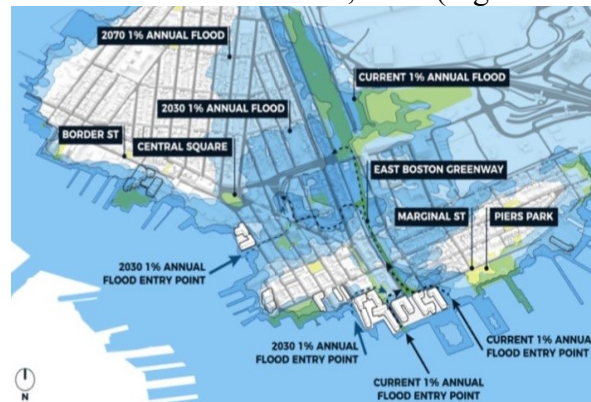 2070 1% ANNUAL FLOOD
CURRENT 1% ANNUAL FLOOD
2030 1% ANNUAL FLOOD
BORDER ST
CENTRAL SQUARE
EAST BOSTON GREENWAY
MARGINAL ST
PIERS PARK
2030 1% ANNUAL
FLOOD ENTRY POINT
2030 1% ANNUAL
FLOOD ENTRY POINT
CURRENT 1% ANNUA
FLOOD ENTRY POINT
CURRENT 1% ANNUAL
FLOOD ENTRY POINT
N